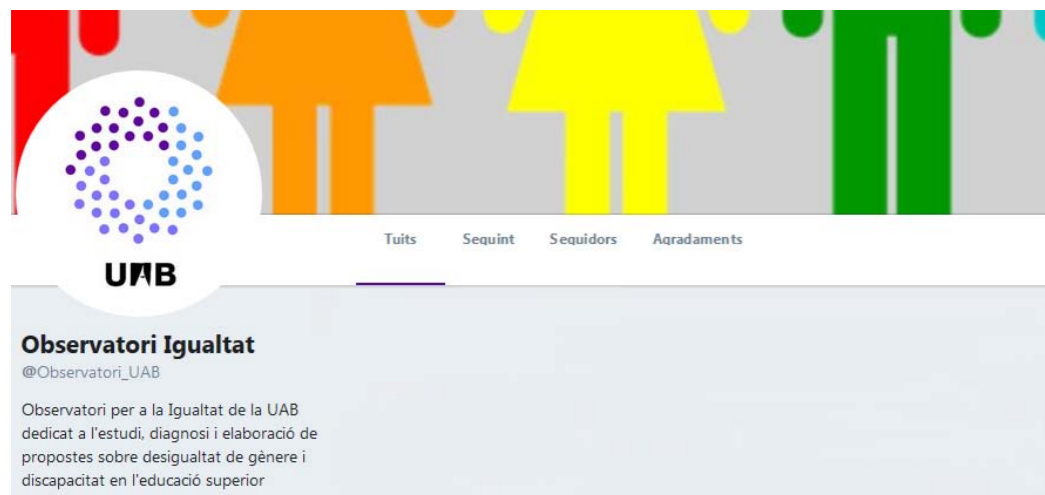 UAB
Tuits Seguint Seguidors Agradaments
Observatori Igualtat
@Observatori_UAB
Observatori per a la Igualtat de la UAB
dedicat a l'estudi, diagnosi i elaboració de
propostes sobre desigualtat de gènere i
discapacitat en l'educació superior